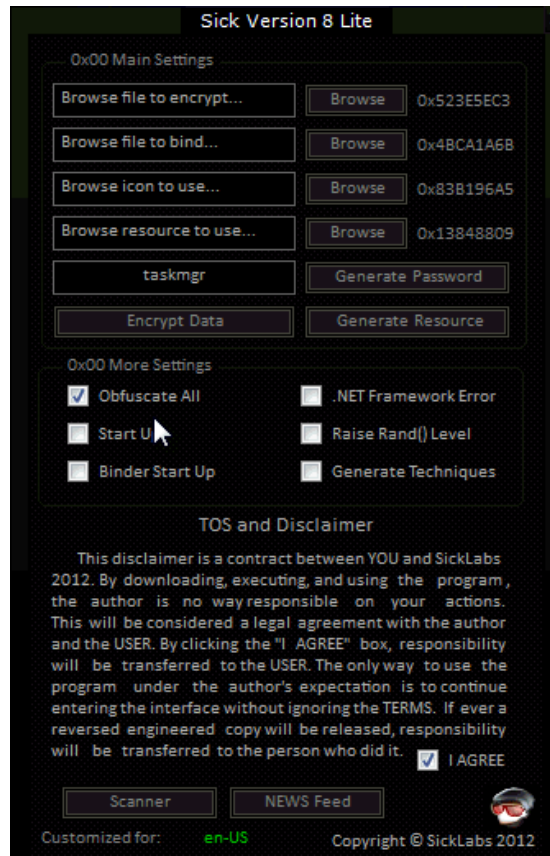 Sick Version 8 Lite
0x00 Main Settings
Browse file to encrypt... Browse 0x523E5EC3
Browse file to bind... Browse 0x4BCA1A6B
Browse icon to use... Browse 0x83B196A5
Browse resource to use... Browse 0x13848809
taskmgr Generate Password
Encrypt Data Generate Resource
0x00 More Settings
Obfuscate All .NET Framework Error
Start Up Raise Rand() Level
Binder Start Up Generate Techniques
TOS and Disclaimer
This disclaimer is a contract between YOU and SickLabs
2012. By downloading, executing, and using the program,
the author is no way responsible on your actions.
This will be considered a legal agreement with the author
and the USER. By clicking the "I AGREE" box, responsibility
will be transferred to the USER. The only way to use the
program under the author's expectation is to continue
entering the interface without ignoring the TERMS. If ever a
reversed engineered copy will be released, responsibility
will be transferred to the person who did it. I AGREE
Scanner NEWS Feed
Customized for: en-US Copyright © SickLabs 2012